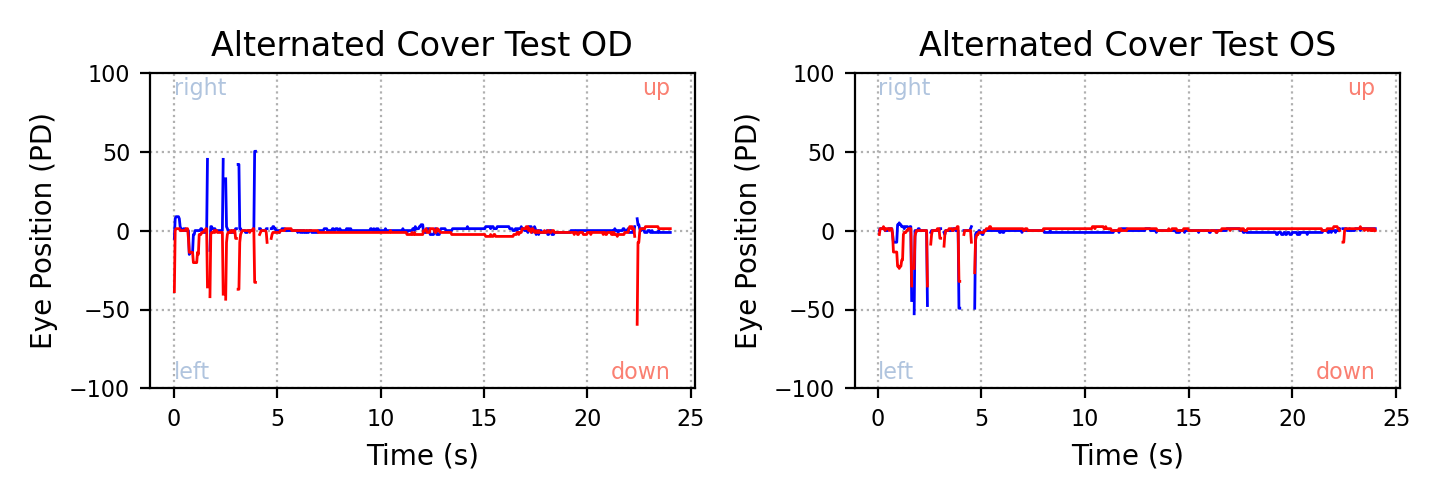 Alternated Cover Test OD
100
50
0
−50
−100
Eye Position (PD)
right
up
left
down
0 5 10 15 20 25
Time (s)
Alternated Cover Test OS
100
50
0
−50
−100
Eye Position (PD)
right
up
left
down
0 5 10 15 20 25
Time (s)